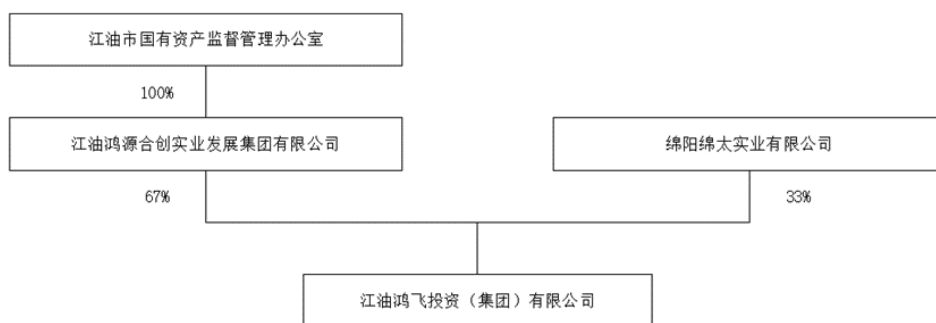 江油市国有资产监督管理办公室
100%
江油鸿源合创实业发展集团有限公司
绵阳绵太实业有限公司
67%
33%
江油鸿飞投资（集团）有限公司